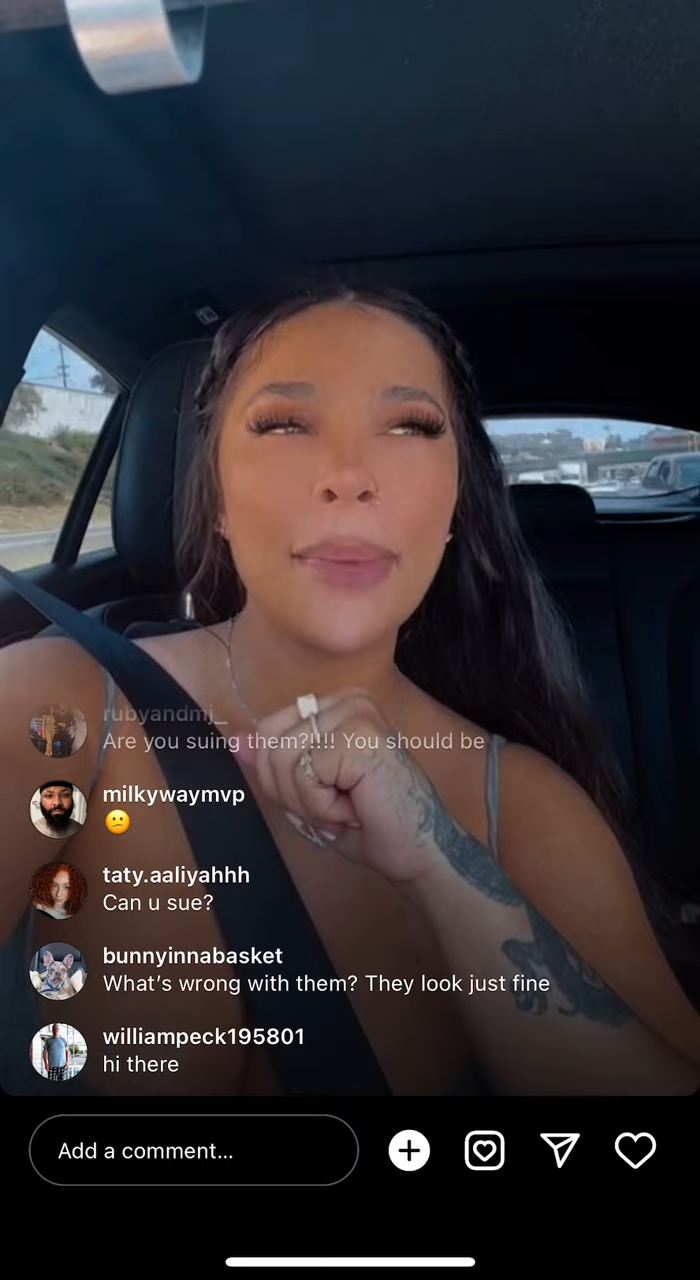 rubyandmj_
Are you suing them?!!!! You should be
milkywaymvp
🫤
taty.aaliyahhh
Can u sue?
bunnyinnabasket
What's wrong with them? They look just fine
williampeck195801
hi there
Add a comment...